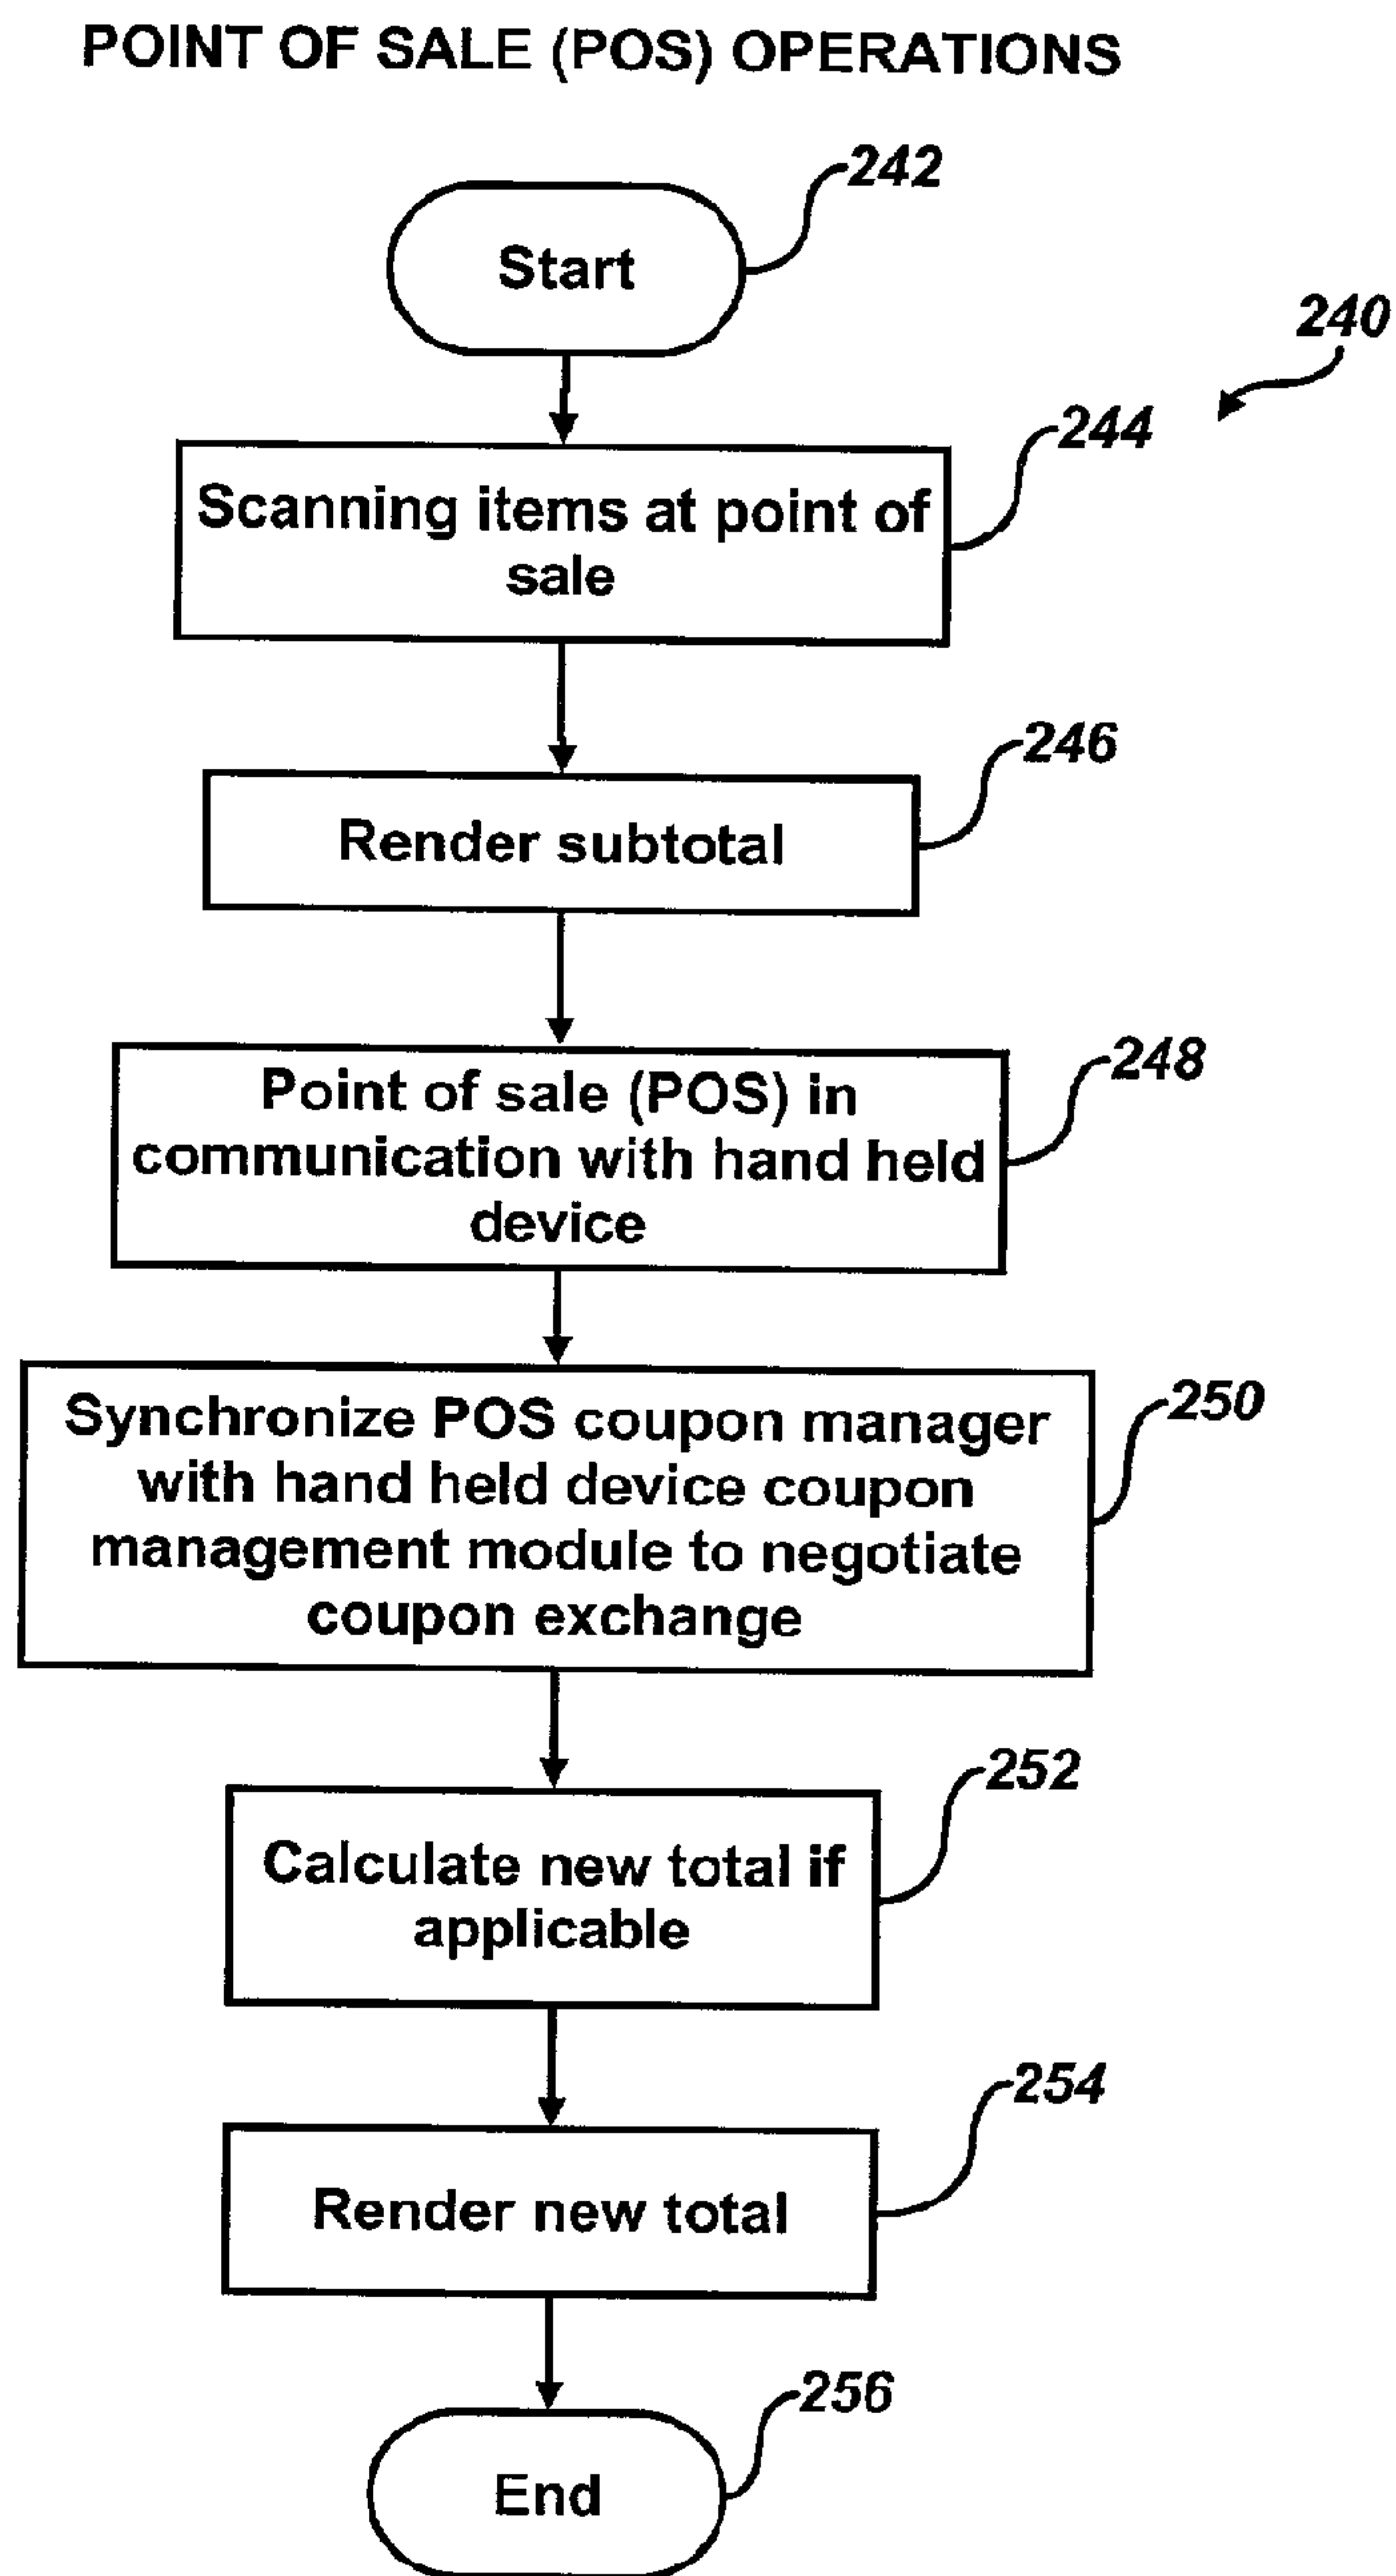 POINT OF SALE (POS) OPERATIONS
242
Start
240
244
Scanning items at point of
sale
246
Render subtotal
248
Point of sale (POS) in
communication with hand held
device
250
Synchronize POS coupon manager
with hand held device coupon
management module to negotiate
coupon exchange
252
Calculate new total if
applicable
254
Render new total
256
End